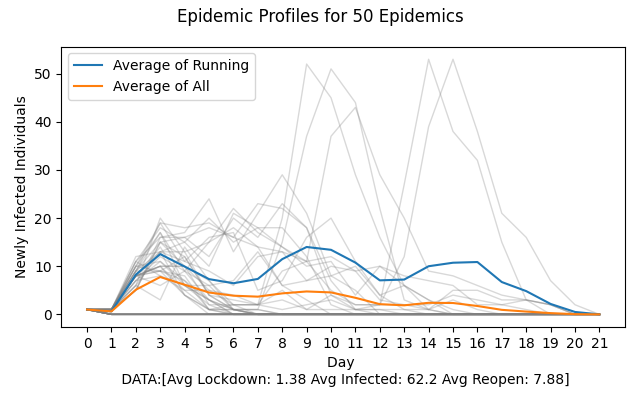 Epidemic Profiles for 50 Epidemics
Average of Running
Average of All
Newly Infected Individuals
50
40
30
20
10
0
0 1 2 3 4 5 6 7 8 9 10 11 12 13 14 15 16 17 18 19 20 21
Day
DATA:[Avg Lockdown: 1.38 Avg Infected: 62.2 Avg Reopen: 7.88]